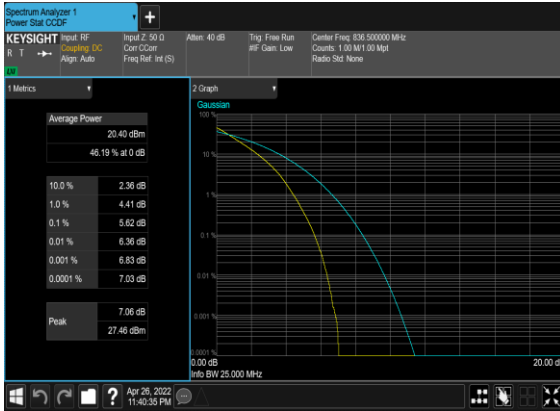 Spectrum Analyzer 1
Power Stat CCDF
+
KEYSIGHT
R T
LXI
Input: RF
Coupling: DC
Align: Auto
Input Z: 50 Ω
Corr CCorr
Freq Ref: Int (S)
Atten: 40 dB
Trig: Free Run
#IF Gain: Low
Center Freq: 836.500000 MHz
Counts: 1.00 M/1.00 Mpt
Radio Std: None
1 Metrics
Average Power
20.40 dBm
46.19 % at 0 dB
10.0 % 2.36 dB
1.0 % 4.41 dB
0.1 % 5.62 dB
0.01 % 6.36 dB
0.001 % 6.83 dB
0.0001 % 7.03 dB
Peak
7.06 dB
27.46 dBm
2 Graph
Gaussian
100 %
10 %
1 %
0.1 %
0.01 %
0.001 %
0.0001 %
0.00 dB
20.00 d
Info BW 25.000 MHz
?
Apr 26, 2022
11:40:35 PM